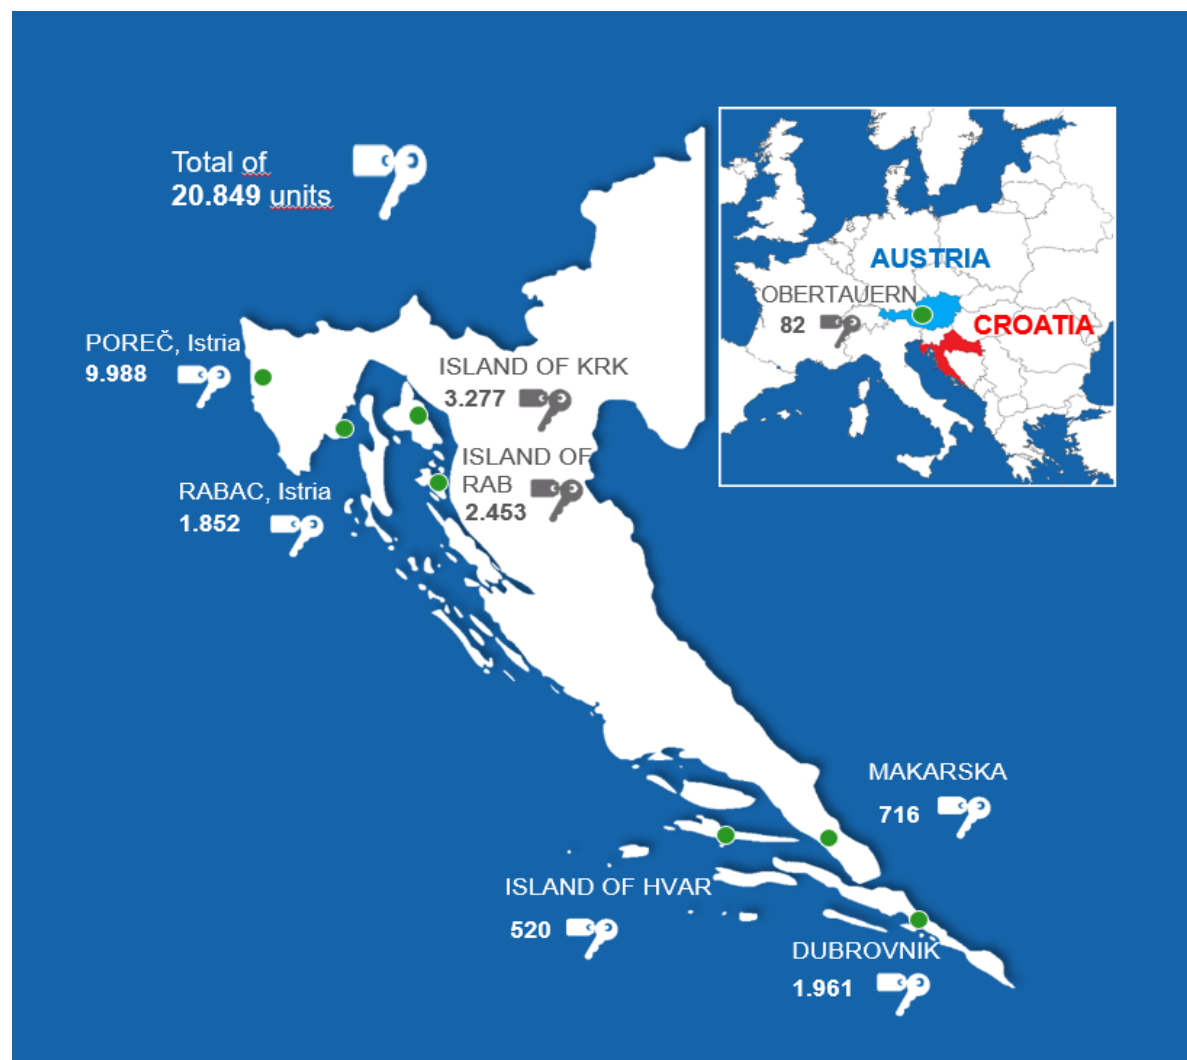 Total of
20.849 units
AUSTRIA
OBERTAUERN
82
CROATIA
POREČ, Istria
9.988
ISLAND OF KRK
3.277
ISLAND OF
RAB
2.453
RABAC, Istria
1.852
MAKARSKA
716
ISLAND OF HVAR
520
DUBROVNIK
1.961